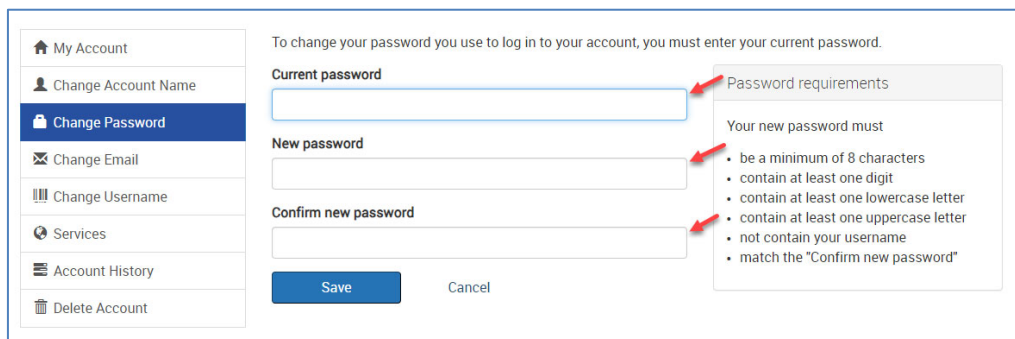 My Account
Change Account Name
Change Password
Change Email
Change Username
Services
Account History
Delete Account
To change your password you use to log in to your account, you must enter your current password.
Current password
New password
Confirm new password
Save
Cancel
Password requirements
Your new password must
• be a minimum of 8 characters
• contain at least one digit
• contain at least one lowercase letter
• contain at least one uppercase letter
• not contain your username
• match the "Confirm new password"